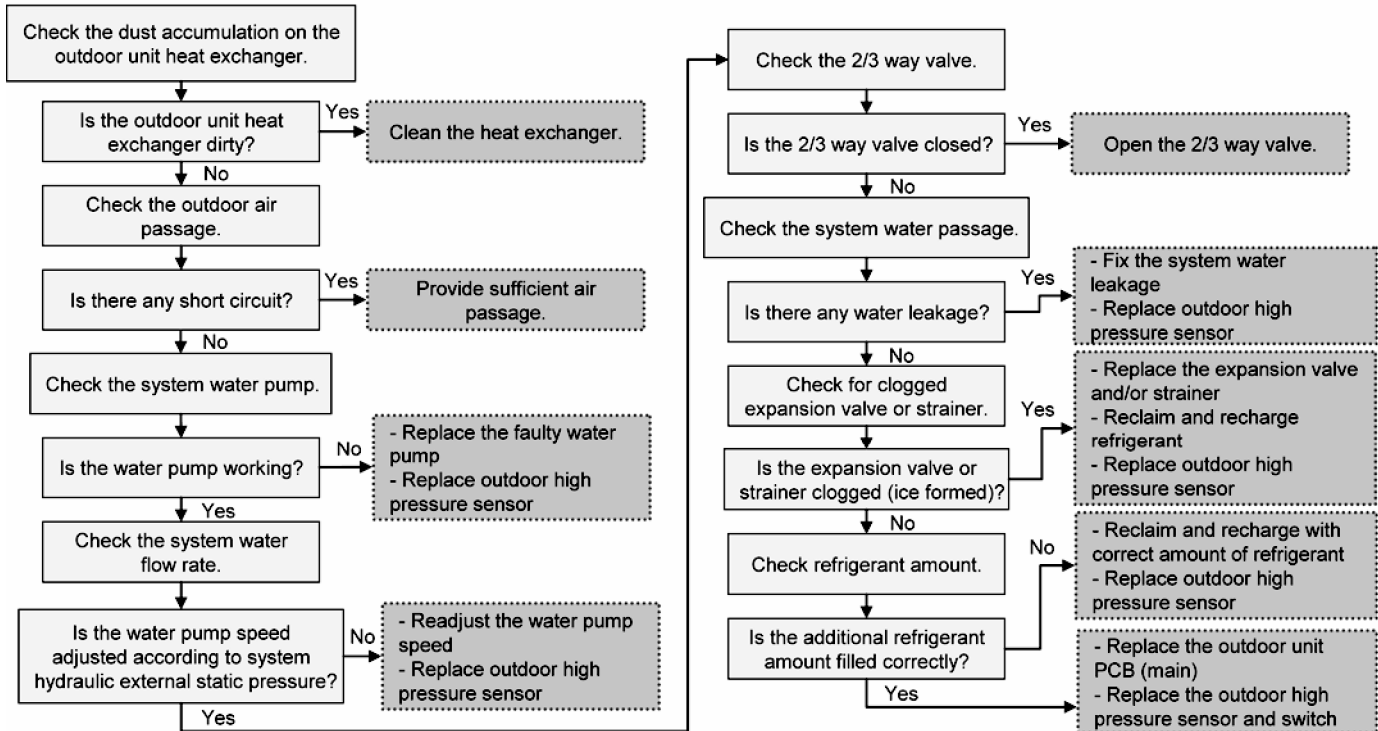 Check the dust accumulation on the
outdoor unit heat exchanger.
Is the outdoor unit heat
exchanger dirty?
Yes
Clean the heat exchanger.
No
Check the outdoor air
passage.
Is there any short circuit?
Yes
Provide sufficient air
passage.
No
Check the system water pump.
Is the water pump working?
No
- Replace the faulty water
pump
- Replace outdoor high
pressure sensor
Yes
Check the system water
flow rate.
Is the water pump speed
adjusted according to system
hydraulic external static pressure?
No
- Readjust the water pump
speed
- Replace outdoor high
pressure sensor
Yes
Check the 2/3 way valve.
Is the 2/3 way valve closed?
Yes
Open the 2/3 way valve.
No
Check the system water passage.
Is there any water leakage?
Yes
- Fix the system water
leakage
- Replace outdoor high
pressure sensor
No
Check for clogged
expansion valve or strainer.
Is the expansion valve or
strainer clogged (ice formed)?
Yes
- Replace the expansion valve
and/or strainer
- Reclaim and recharge
refrigerant
- Replace outdoor high
pressure sensor
No
Check refrigerant amount.
Is the additional refrigerant
amount filled correctly?
No
- Reclaim and recharge with
correct amount of refrigerant
- Replace outdoor high
pressure sensor
Yes
- Replace the outdoor unit
PCB (main)
- Replace the outdoor high
pressure sensor and switch